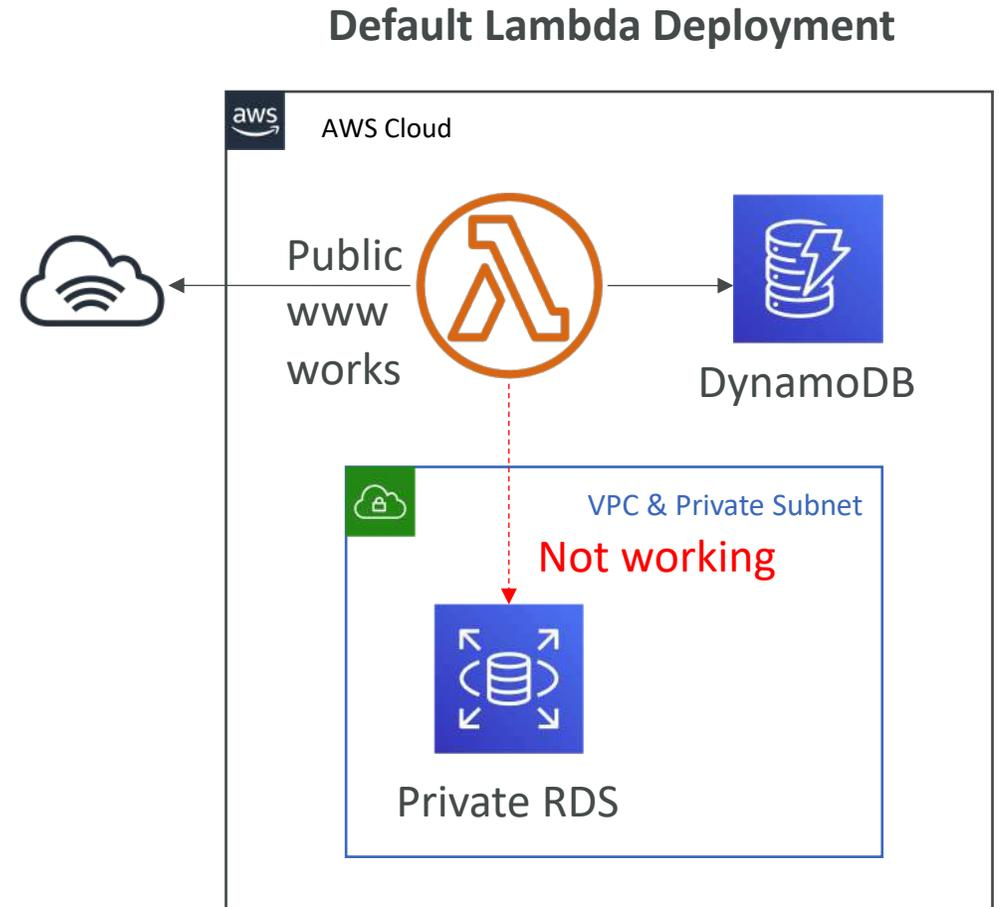 Default Lambda Deployment
aws
AWS Cloud
Public
www
works
DynamoDB
VPC & Private Subnet
Not working
Private RDS